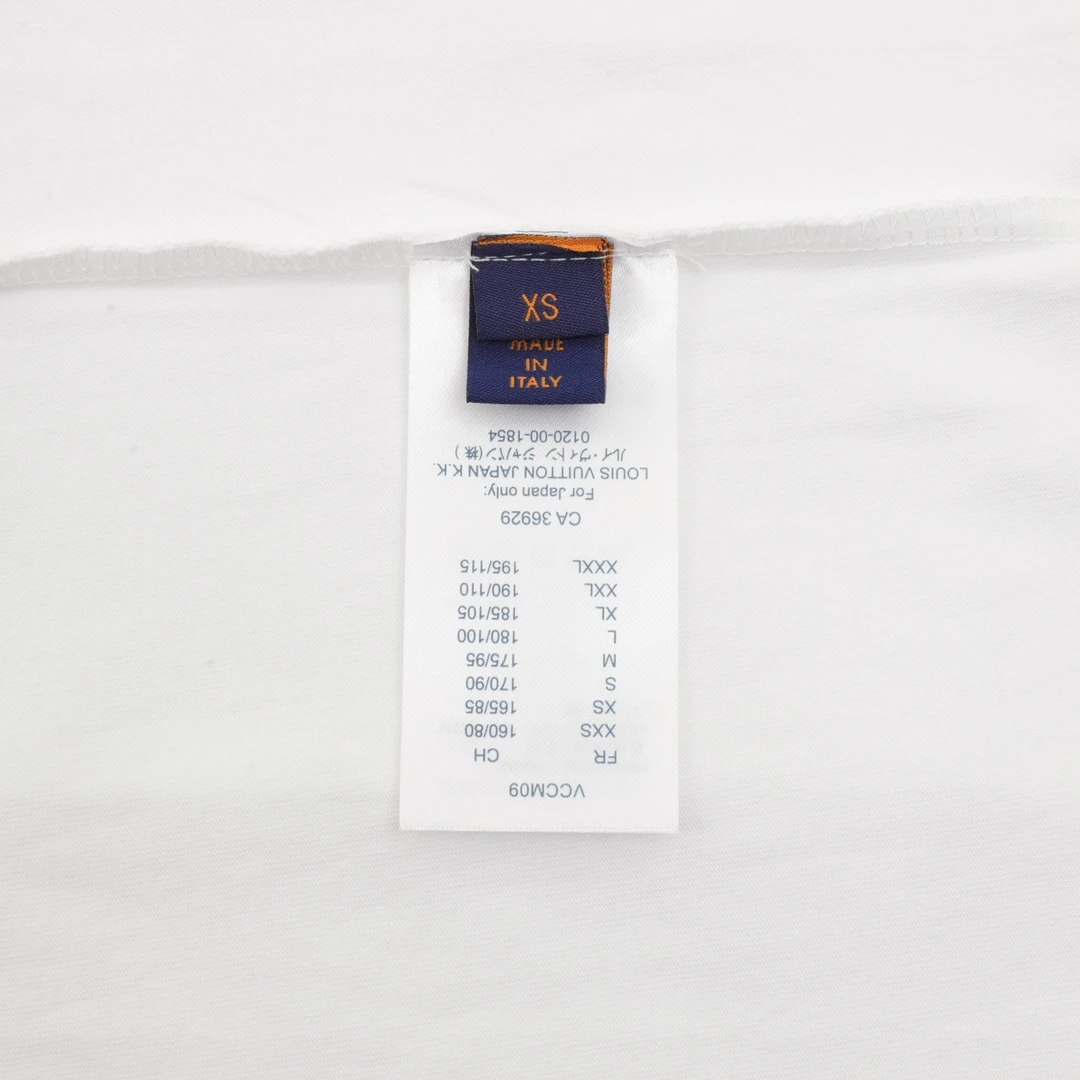 XS
MADE
IN
ITALY
VCCM09
FR CH
XXS 160/80
XS 165/85
S 170/90
M 175/95
L 180/100
XL 185/105
XXL 190/110
XXXL 195/115
CA 36929
For Japan only:
LOUIS VUITTON JAPAN K.K.
ルイ・ヴィトン ジャパン(株)
0120-00-1854